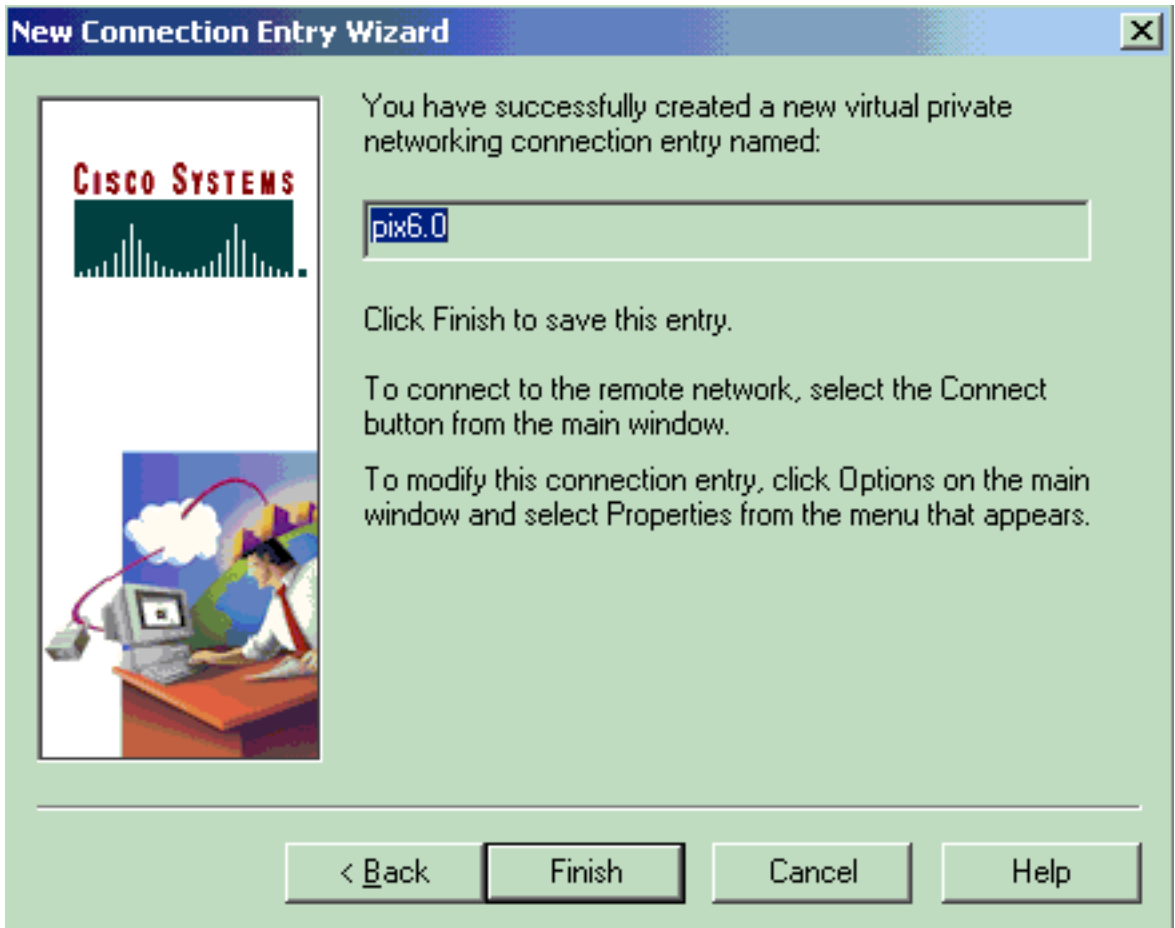 New Connection Entry Wizard
CISCO SYSTEMS
You have successfully created a new virtual private
networking connection entry named:
pix6.0
Click Finish to save this entry.
To connect to the remote network, select the Connect
button from the main window.
To modify this connection entry, click Options on the main
window and select Properties from the menu that appears.
< Back
Finish
Cancel
Help